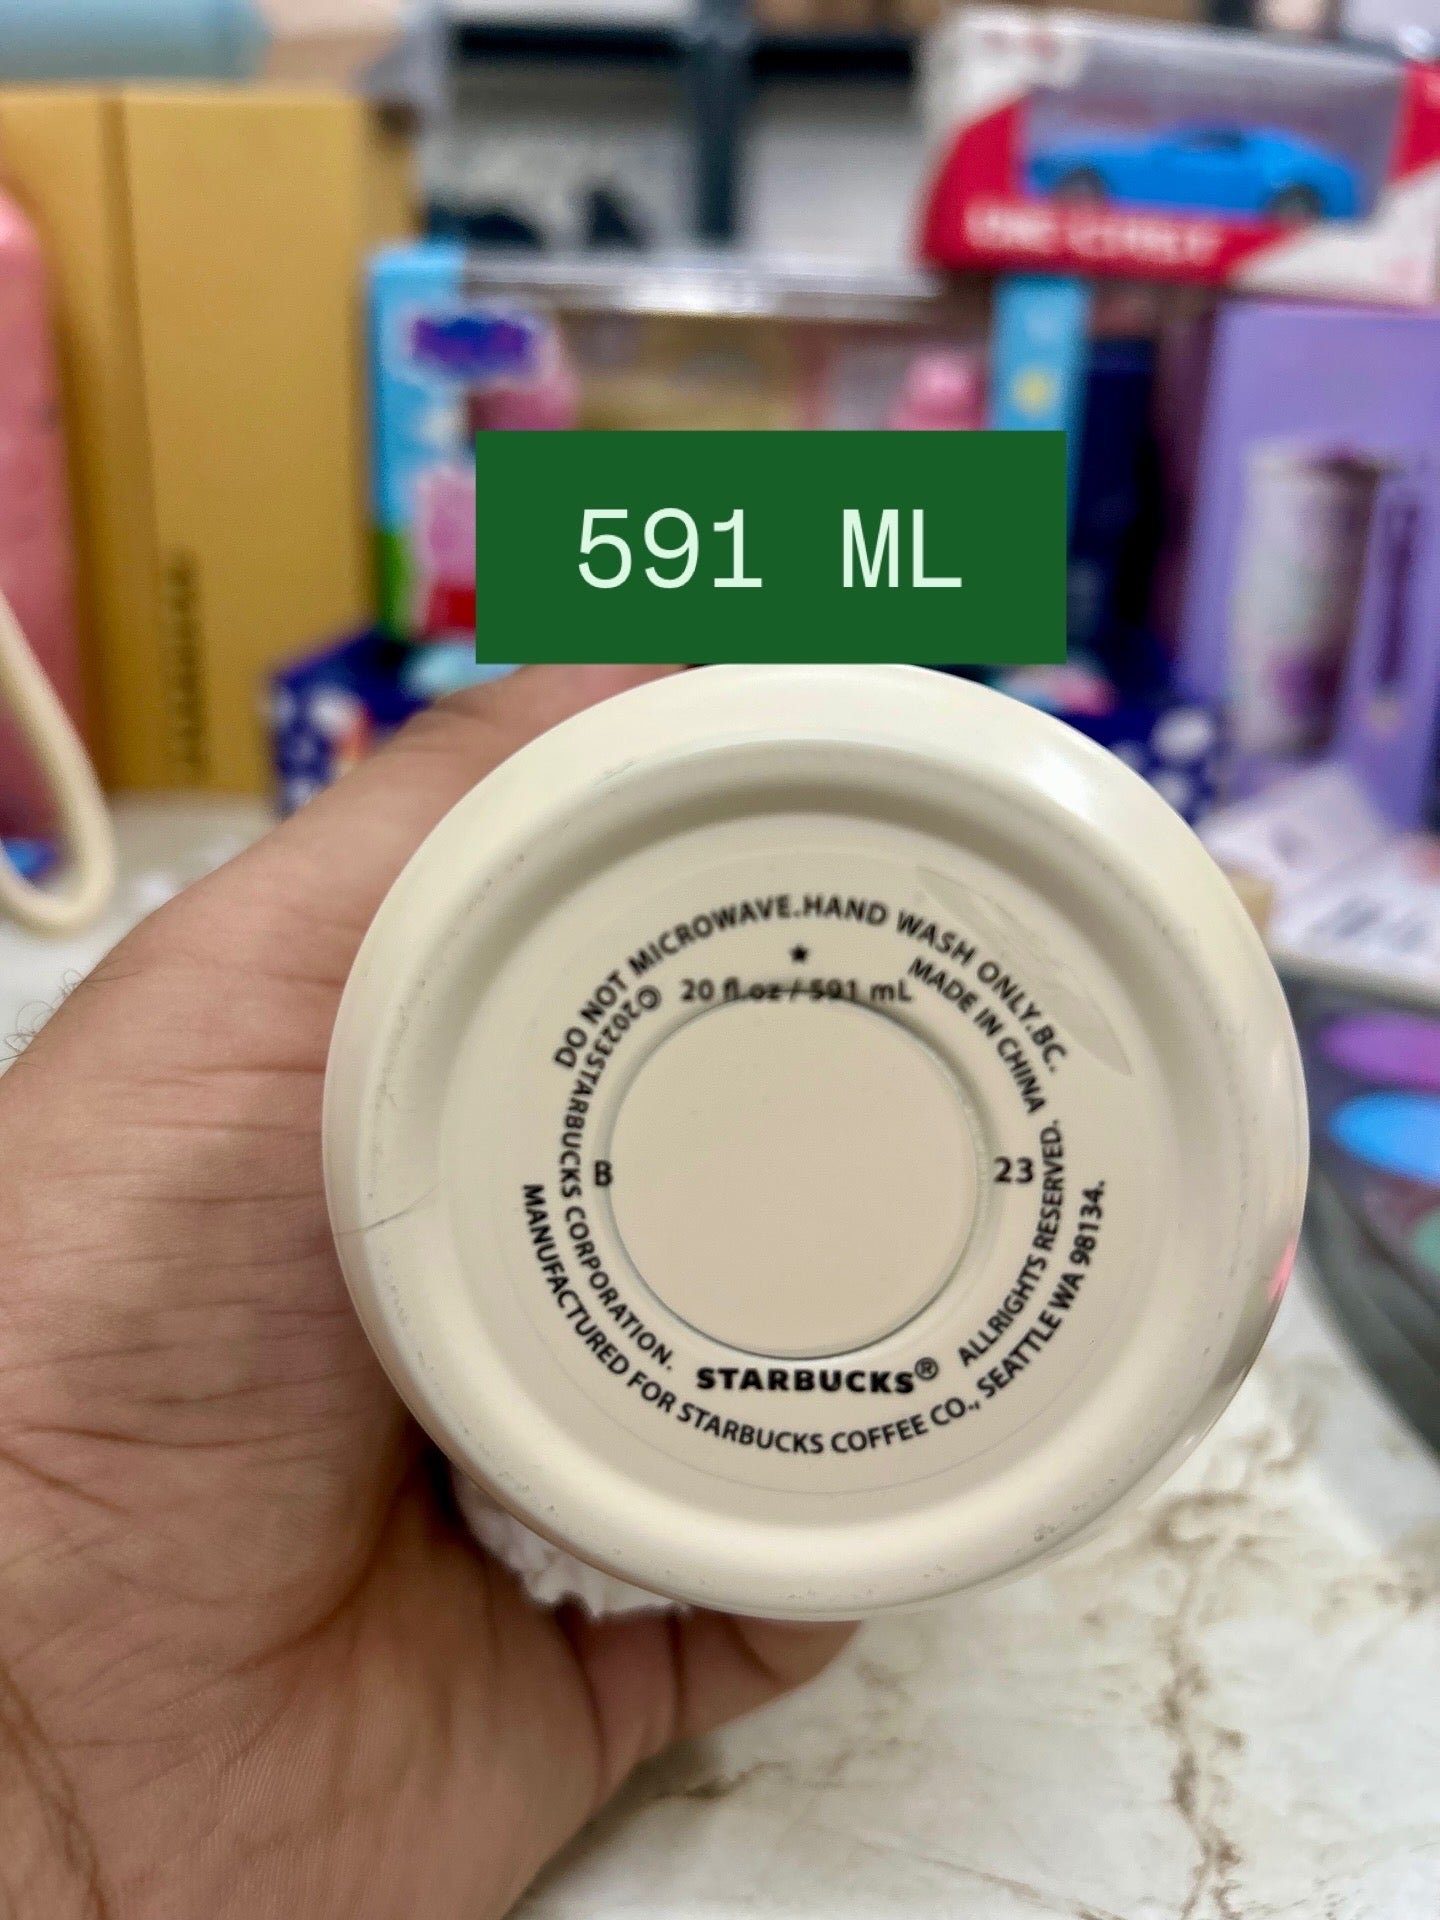 591 ML
DO NOT MICROWAVE.HAND WASH ONLY.BC.
★
20 fl.oz / 591 mL
MADE IN CHINA
©2023STARBUCKS CORPORATION.
ALLRIGHTS RESERVED.
B
23
STARBUCKS®
MANUFACTURED FOR STARBUCKS COFFEE CO., SEATTLE WA 98134.